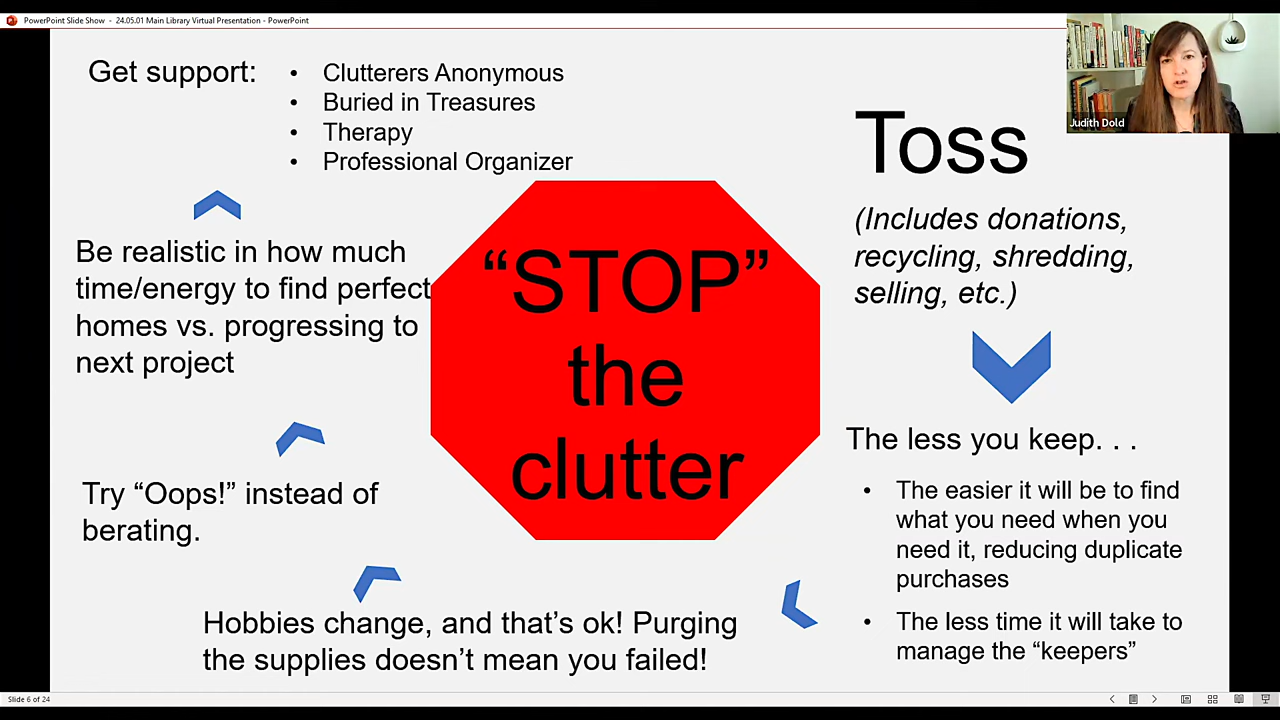 PowerPoint Slide Show - 24.05.01 Main Library Virtual Presentation - PowerPoint
Judith Dold
Toss
(Includes donations,
recycling, shredding,
selling, etc.)
The less you keep. . .
• The easier it will be to find
what you need when you
need it, reducing duplicate
purchases
• The less time it will take to
manage the “keepers”
Hobbies change, and that’s ok! Purging
the supplies doesn’t mean you failed!
Try “Oops!” instead of
berating.
Be realistic in how much
time/energy to find perfect
homes vs. progressing to
next project
Get support:
• Clutterers Anonymous
• Buried in Treasures
• Therapy
• Professional Organizer
“STOP”
the
clutter
Slide 6 of 24